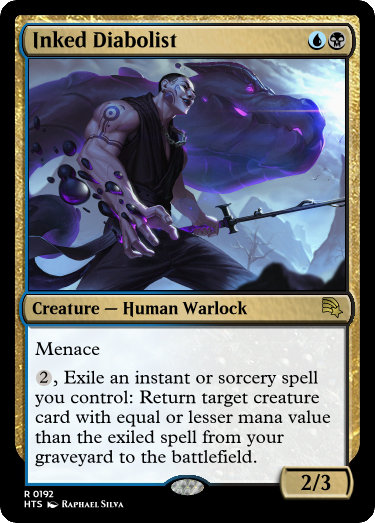 Inked Diabolist
Creature — Human Warlock
Menace
2, Exile an instant or sorcery spell
you control: Return target creature
card with equal or lesser mana value
than the exiled spell from your
graveyard to the battlefield.
2/3
R 0192
HTS Raphael Silva